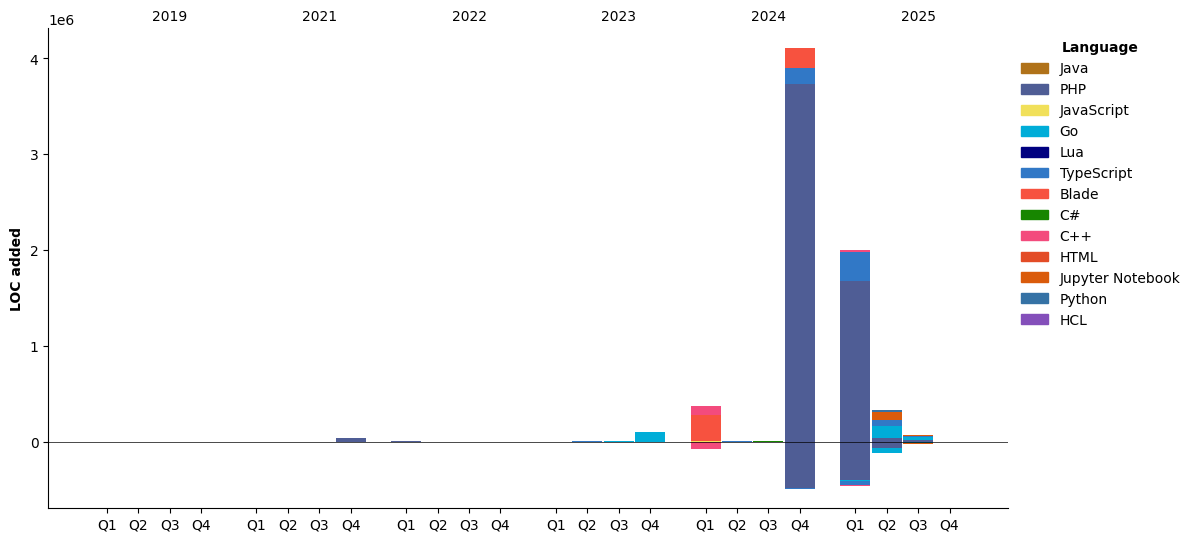 1e6
2019 2021 2022 2023 2024 2025
LOC added
4
3
2
1
0
Q1 Q2 Q3 Q4 Q1 Q2 Q3 Q4 Q1 Q2 Q3 Q4 Q1 Q2 Q3 Q4 Q1 Q2 Q3 Q4 Q1 Q2 Q3 Q4
Language
Java
PHP
JavaScript
Go
Lua
TypeScript
Blade
C#
C++
HTML
Jupyter Notebook
Python
HCL